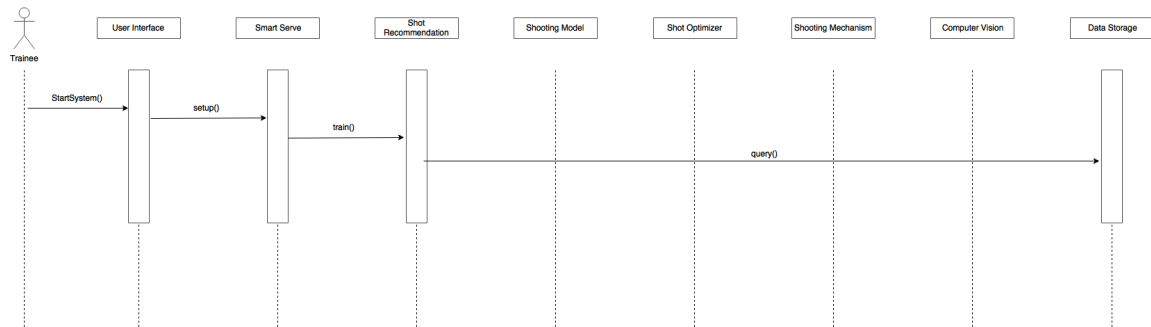 Trainee
User Interface
Smart Serve
Shot
Recommendation
Shooting Model
Shot Optimizer
Shooting Mechanism
Computer Vision
Data Storage
StartSystem()
setup()
train()
query()